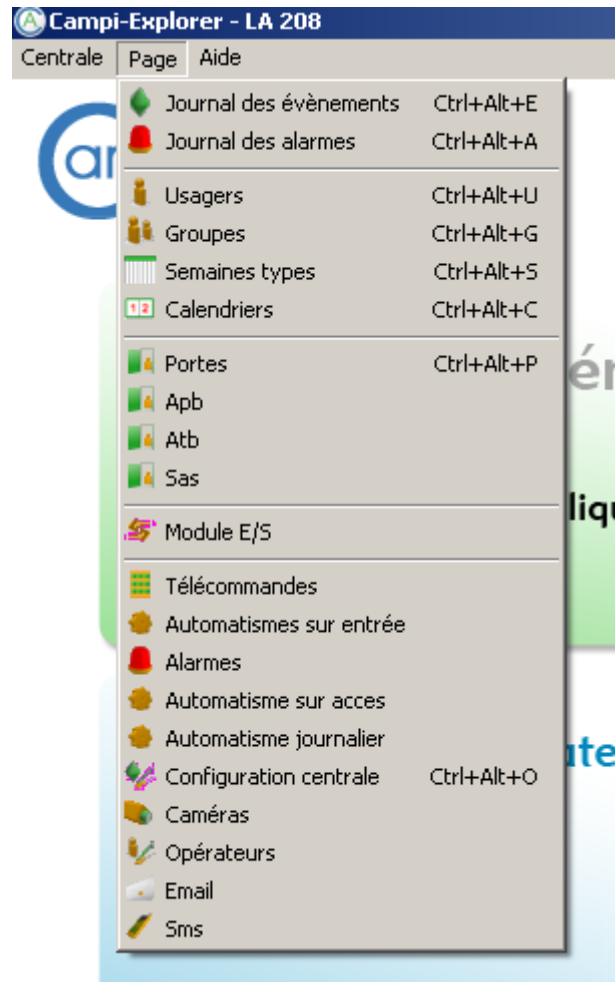 Campi-Explorer - LA 208
Centrale Page Aide
Journal des évènements Ctrl+Alt+E
Journal des alarmes Ctrl+Alt+A
Usagers Ctrl+Alt+U
Groupes Ctrl+Alt+G
Semaines types Ctrl+Alt+S
Calendriers Ctrl+Alt+C
Portes Ctrl+Alt+P
Apb
Atb
Sas
Module E/S
Télécommandes
Automatismes sur entrée
Alarmes
Automatisme sur acces
Automatisme journalier
Configuration centrale Ctrl+Alt+O
Caméras
Opérateurs
Email
Sms